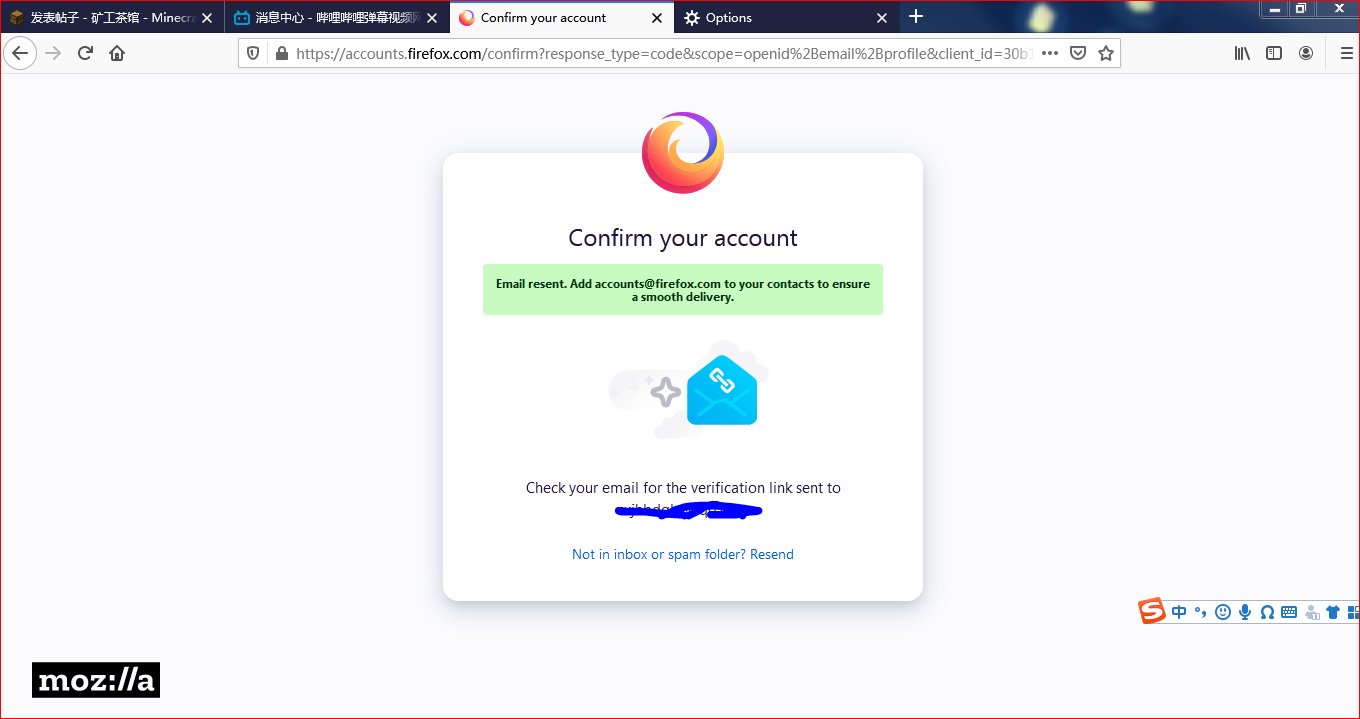 发表帖子 - 矿工茶馆 - Minecra
消息中心 - 哔哩哔哩弹幕视频网
Confirm your account
Options
https://accounts.firefox.com/confirm?response_type=code&scope=openid%2Bemail%2Bprofile&client_id=30b1
Confirm your account
Email resent. Add accounts@firefox.com to your contacts to ensure
a smooth delivery.
Check your email for the verification link sent to
Not in inbox or spam folder? Resend
S 中
moz://a